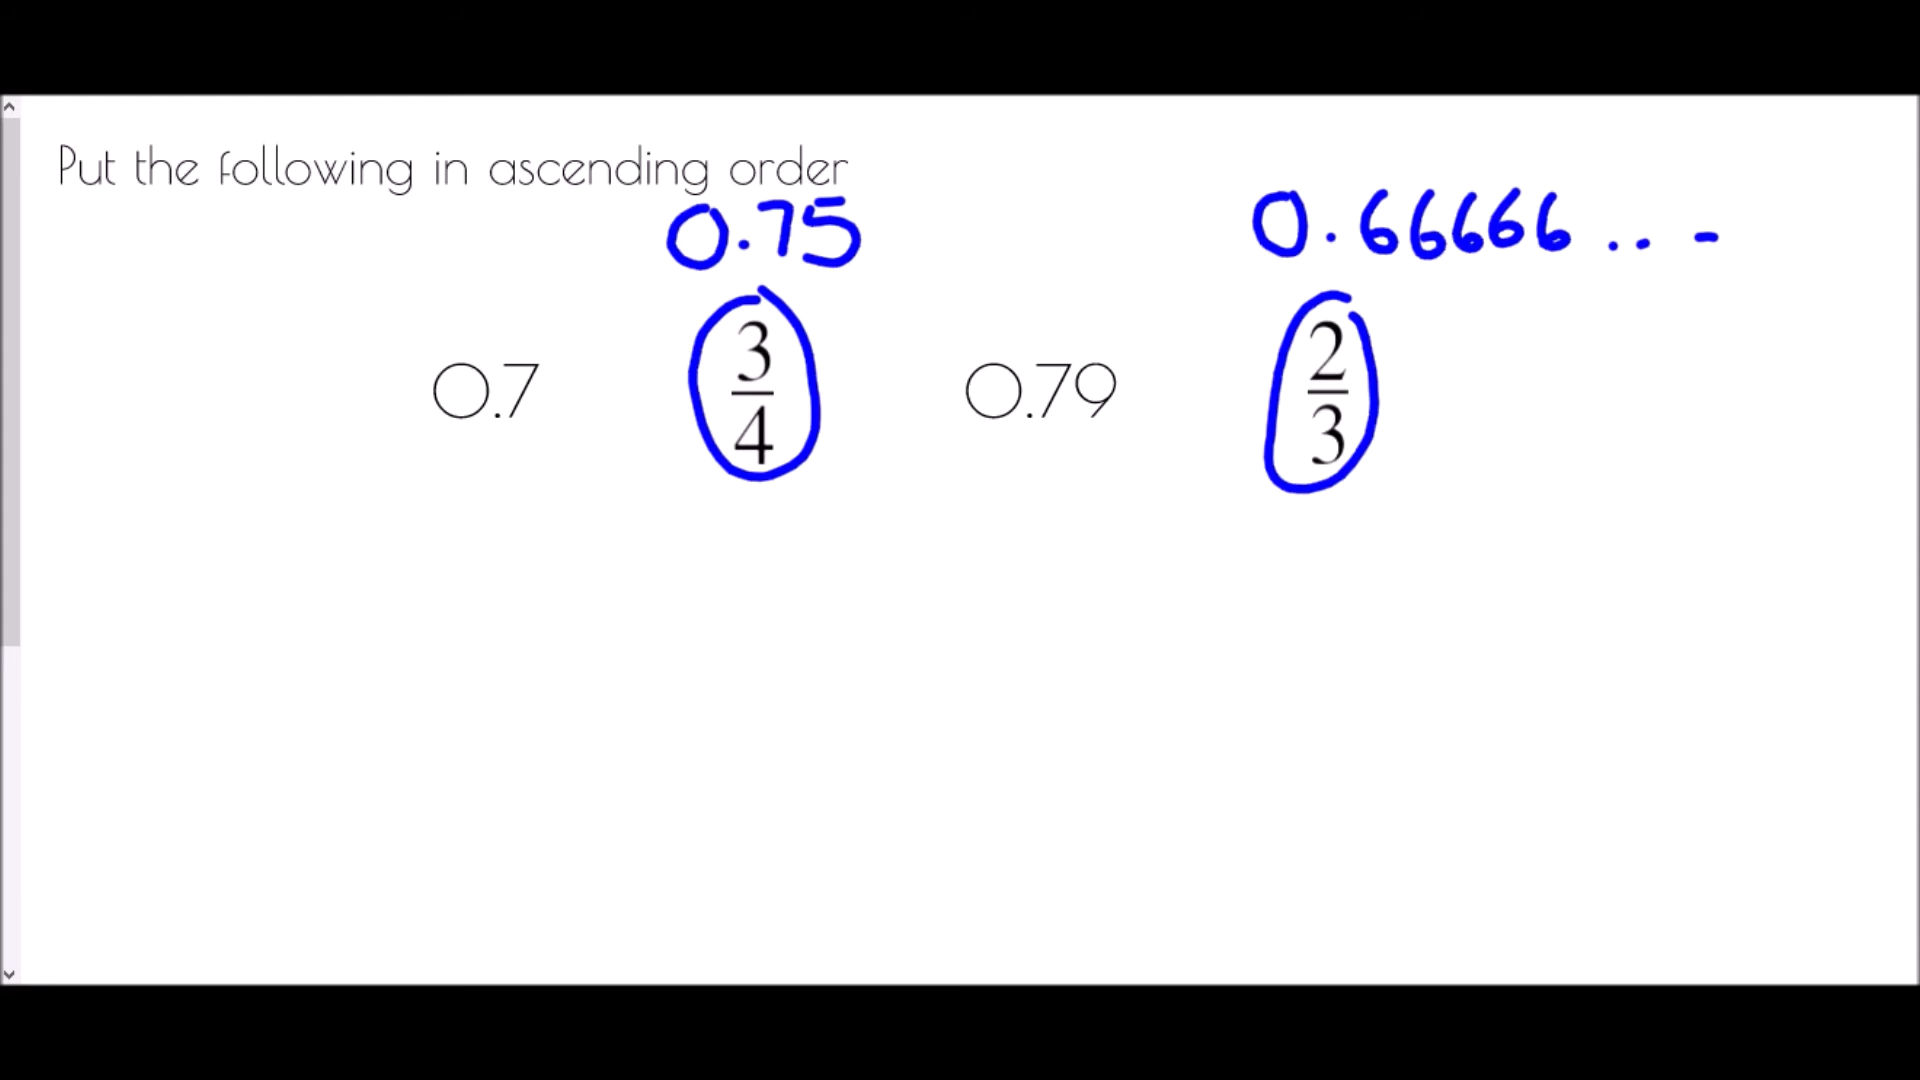 Put the following in ascending order
0.75 0.66666 .. -
0.7 3/4 0.79 2/3